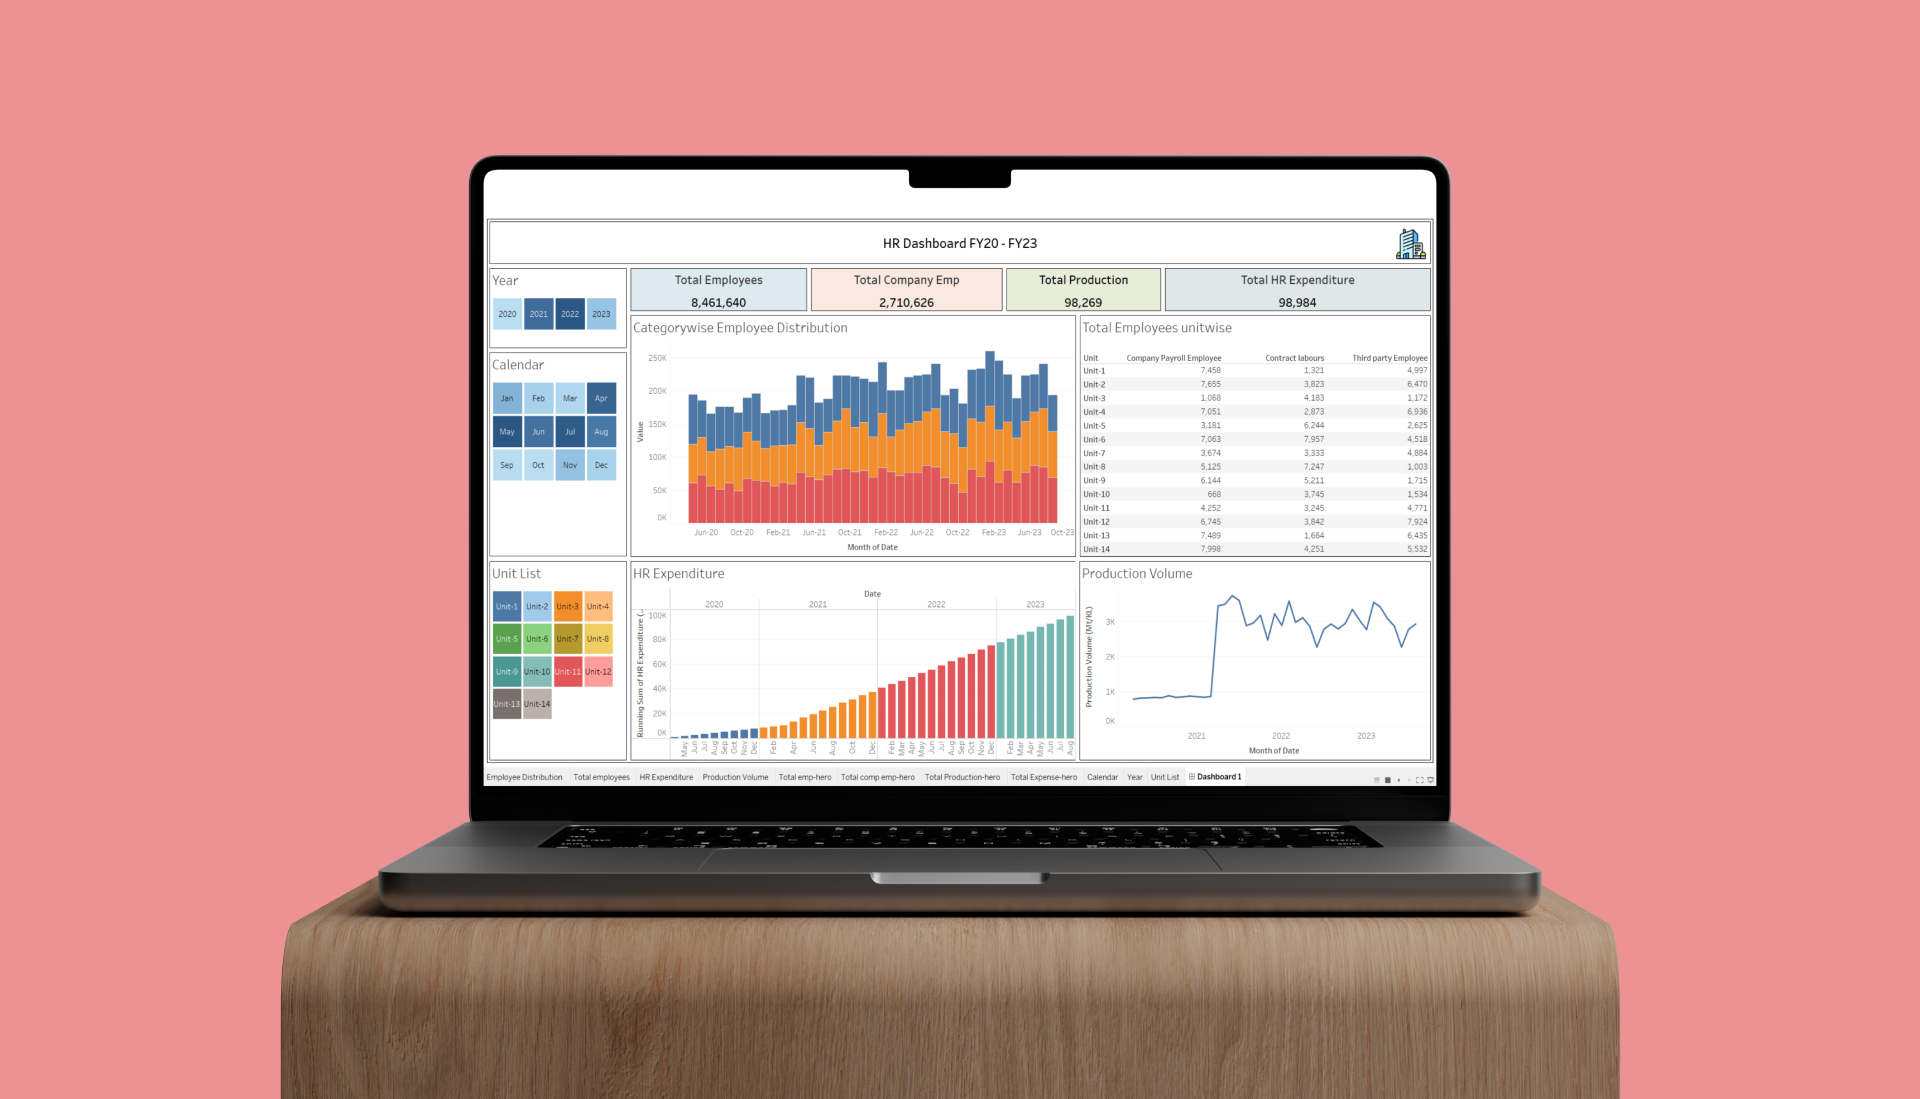 HR Dashboard FY20 - FY23
Year
2020 2021 2022 2023
Total Employees
8,461,640
Total Company Emp
2,710,626
Total Production
98,269
Total HR Expenditure
98,984
Calendar
Jan Feb Mar Apr
May Jun Jul Aug
Sep Oct Nov Dec
Categorywise Employee Distribution
250K
200K
150K
100K
50K
0K
Value
Jun-20 Oct-20 Feb-21 Jun-21 Oct-21 Feb-22 Jun-22 Oct-22 Feb-23 Jun-23 Oct-23
Month of Date
Total Employees unitwise
Unit Company Payroll Employee Contract labours Third party Employee
Unit-1 7,458 1,321 4,997
Unit-2 7,655 3,823 6,470
Unit-3 1,068 4,183 1,172
Unit-4 7,051 2,873 6,936
Unit-5 3,181 6,244 2,625
Unit-6 7,063 7,957 4,518
Unit-7 3,674 3,333 4,884
Unit-8 5,125 7,247 1,003
Unit-9 6,144 5,211 1,715
Unit-10 668 3,745 1,534
Unit-11 4,252 3,245 4,771
Unit-12 6,745 3,842 7,924
Unit-13 7,489 1,664 6,435
Unit-14 7,998 4,251 5,532
Unit List
Unit-1 Unit-2 Unit-3 Unit-4
Unit-5 Unit-6 Unit-7 Unit-8
Unit-9 Unit-10 Unit-11 Unit-12
Unit-13 Unit-14
HR Expenditure
Date
2020 2021 2022 2023
100K
80K
60K
40K
20K
0K
Running Sum of HR Expenditure (..
May Jun Jul Aug Sep Oct Nov Dec Feb Apr Jun Aug Oct Dec Feb Mar Apr May Jun Jul Aug Sep Oct Nov Dec Feb Mar Apr May Jun Jul Aug
Production Volume
3K
2K
1K
0K
Production Volume (Mt/KL)
2021 2022 2023
Month of Date
Employee Distribution Total employees HR Expenditure Production Volume Total emp-hero Total comp emp-hero Total Production-hero Total Expense-hero Calendar Year Unit List Dashboard 1